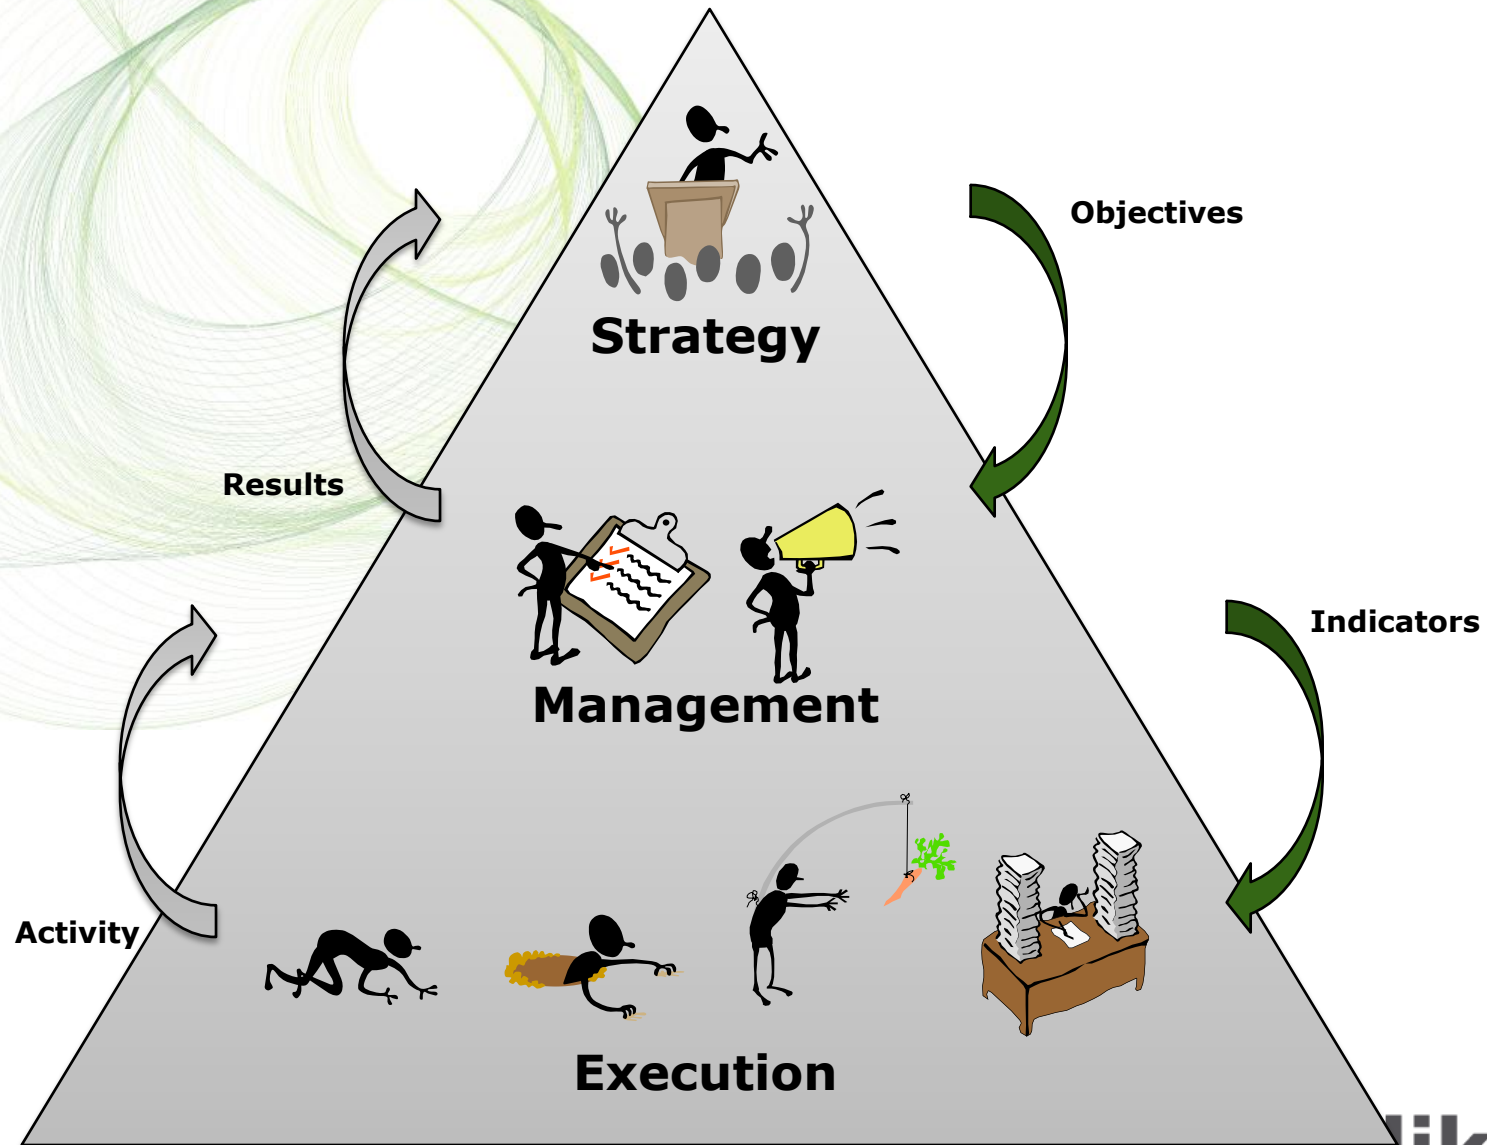 Objectives
Strategy
Results
Indicators
Management
Activity
Execution